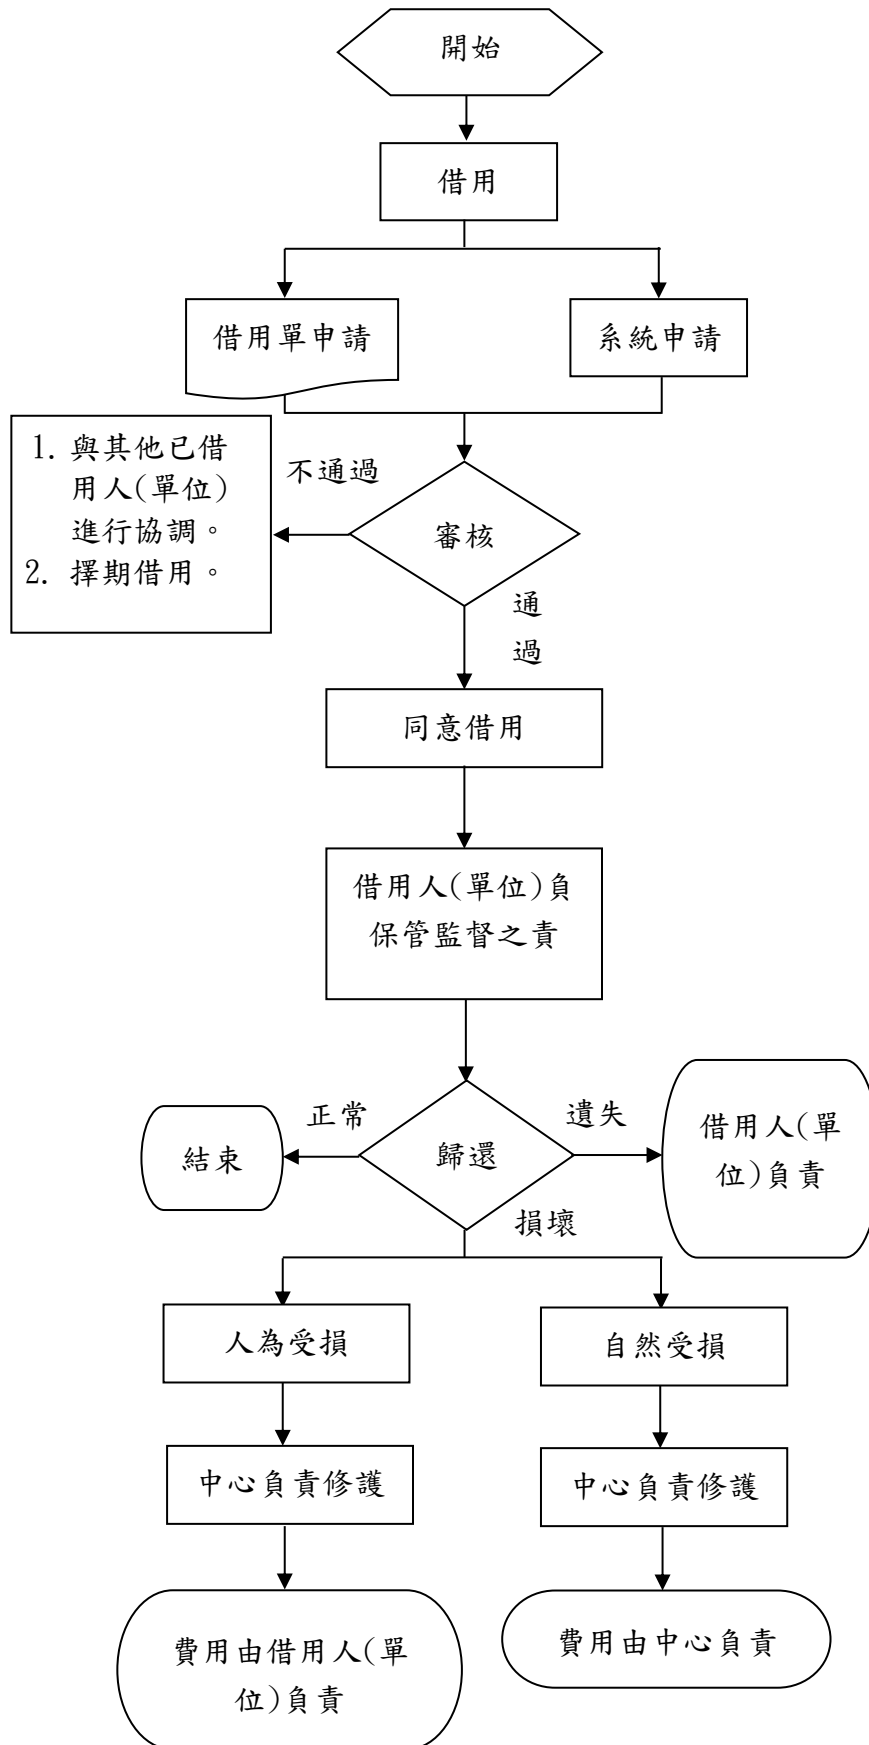 開始
借用
借用單申請
系統申請
1. 與其他已借
用人(單位)
進行協調。
2. 擇期借用。
不通過
審核
通
過
同意借用
借用人(單位)負
保管監督之責
結束
正常
歸還
遺失
借用人(單
位)負責
損壞
人為受損
自然受損
中心負責修護
中心負責修護
費用由借用人(單
位)負責
費用由中心負責